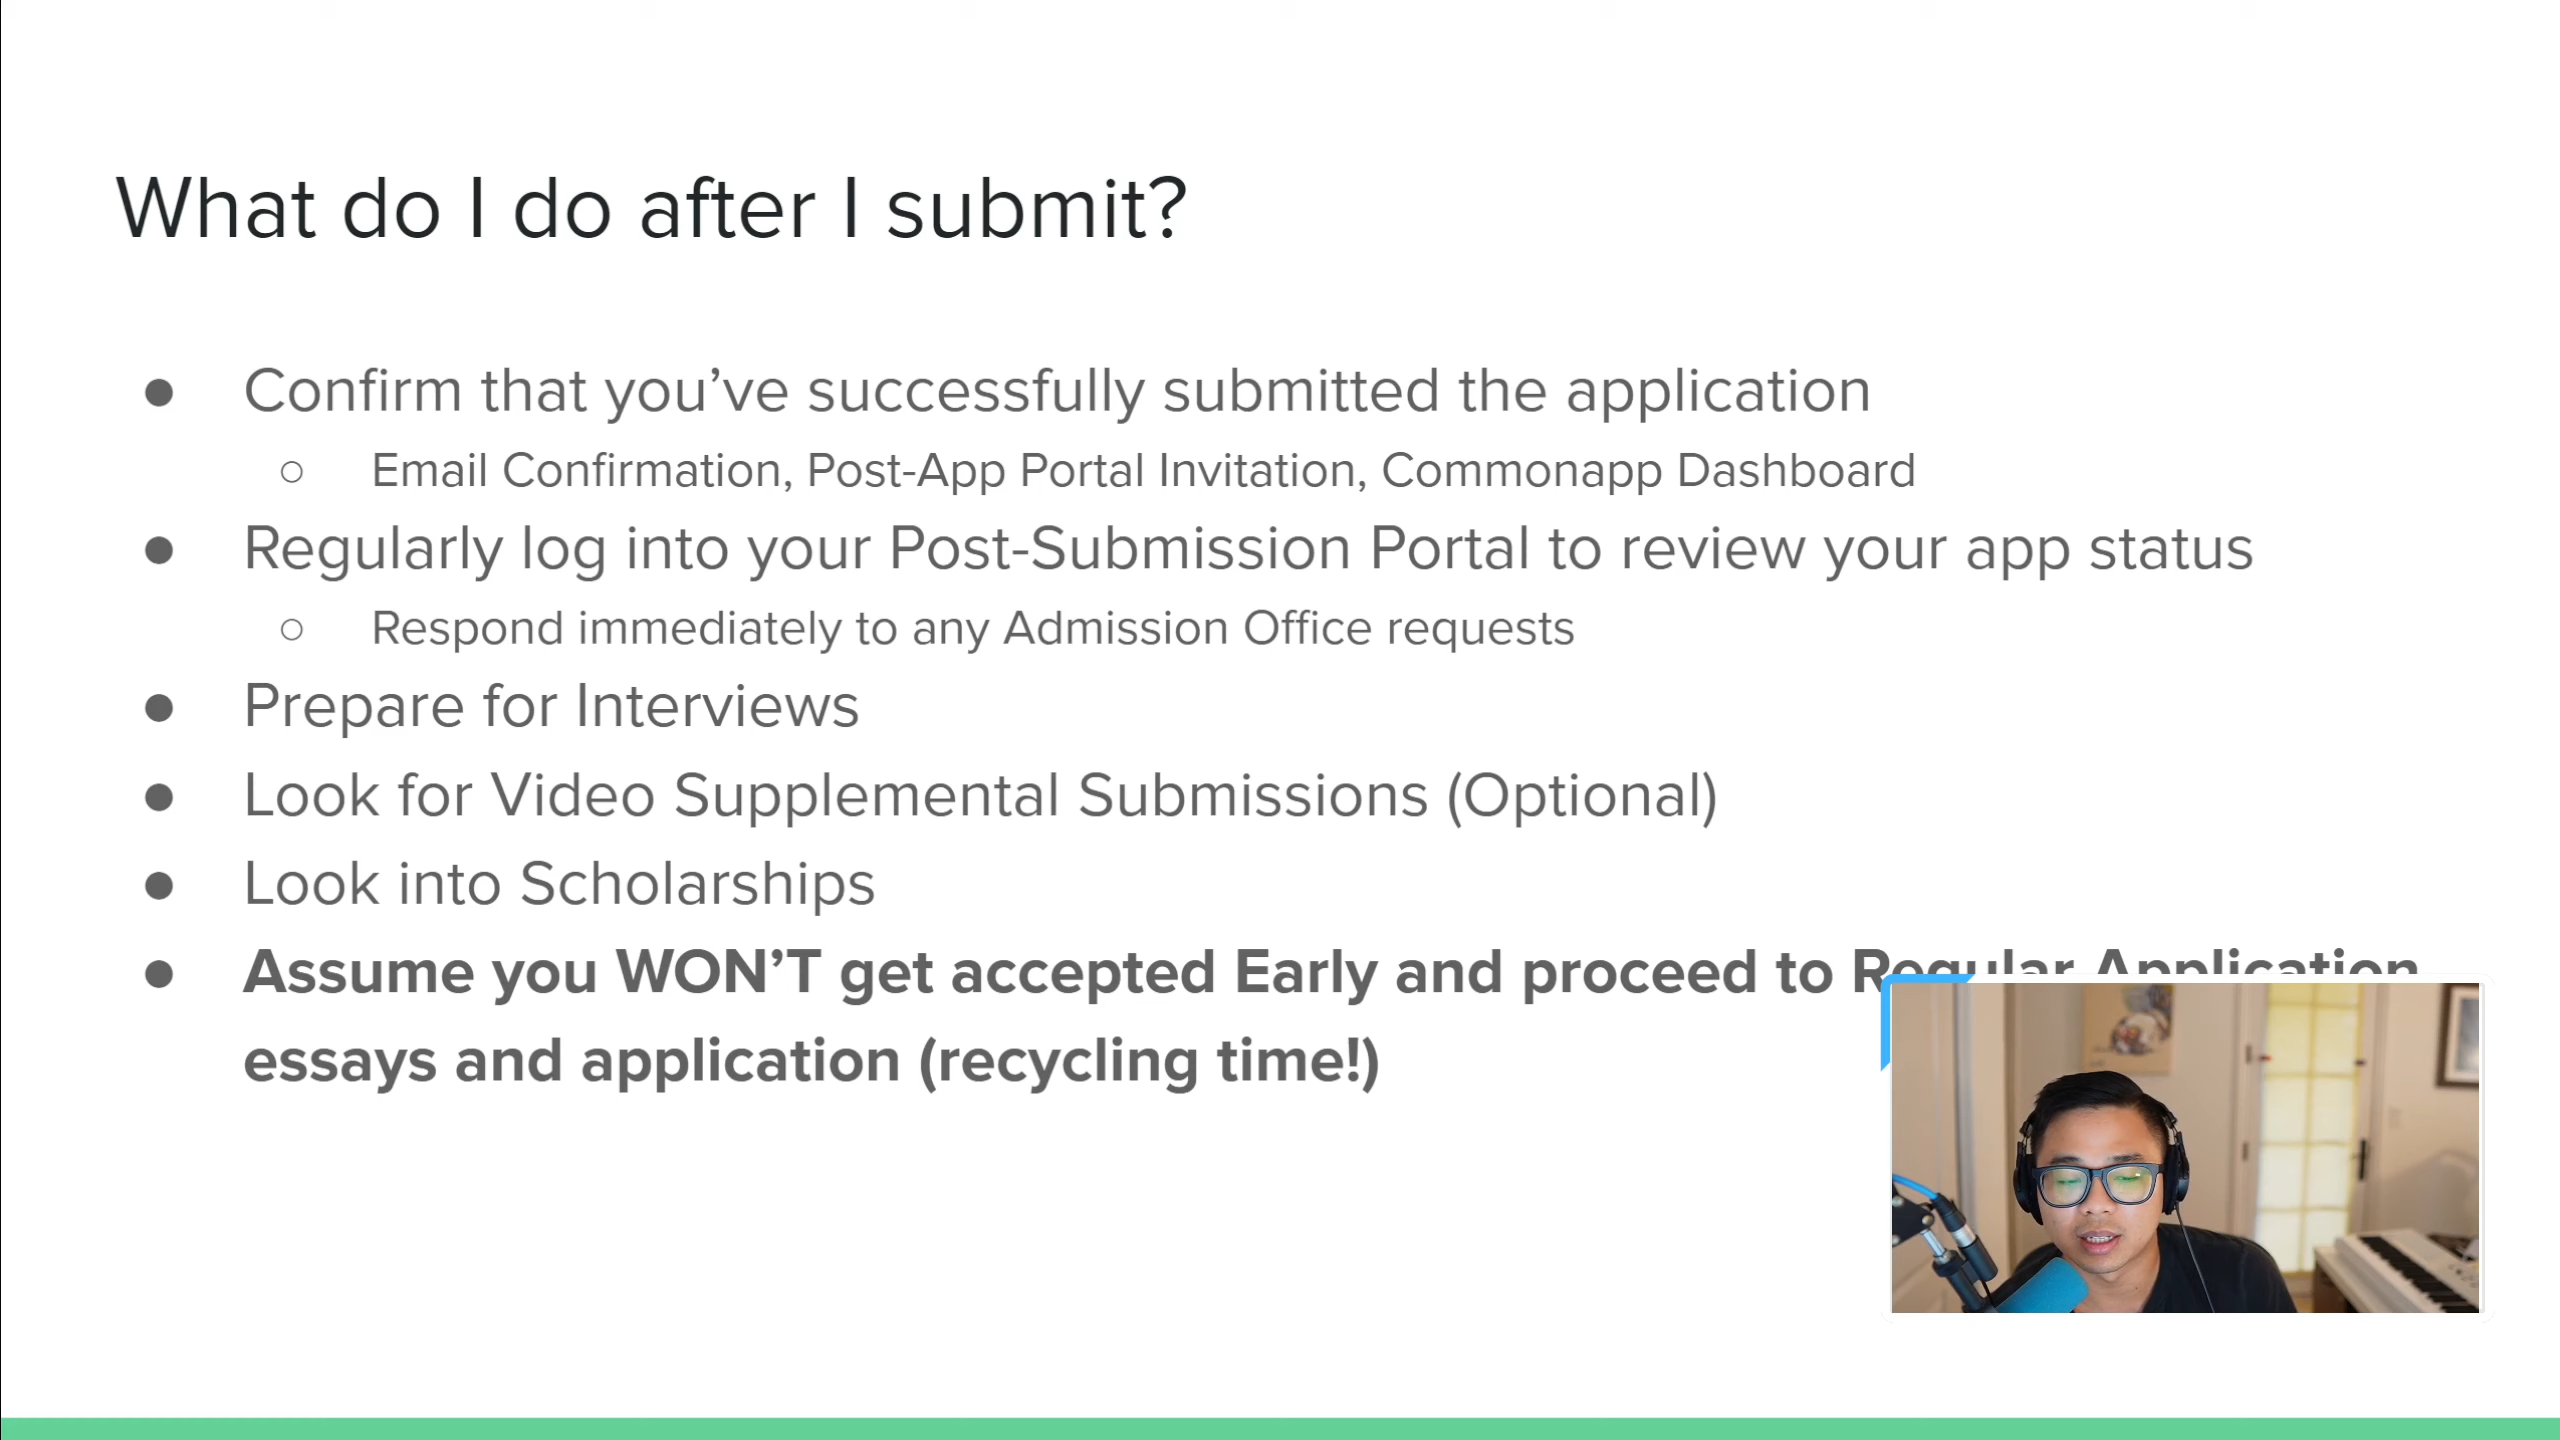 What do I do after I submit?
● Confirm that you’ve successfully submitted the application
○ Email Confirmation, Post-App Portal Invitation, Commonapp Dashboard
● Regularly log into your Post-Submission Portal to review your app status
○ Respond immediately to any Admission Office requests
● Prepare for Interviews
● Look for Video Supplemental Submissions (Optional)
● Look into Scholarships
● Assume you WON’T get accepted Early and proceed to Regular Application
essays and application (recycling time!)